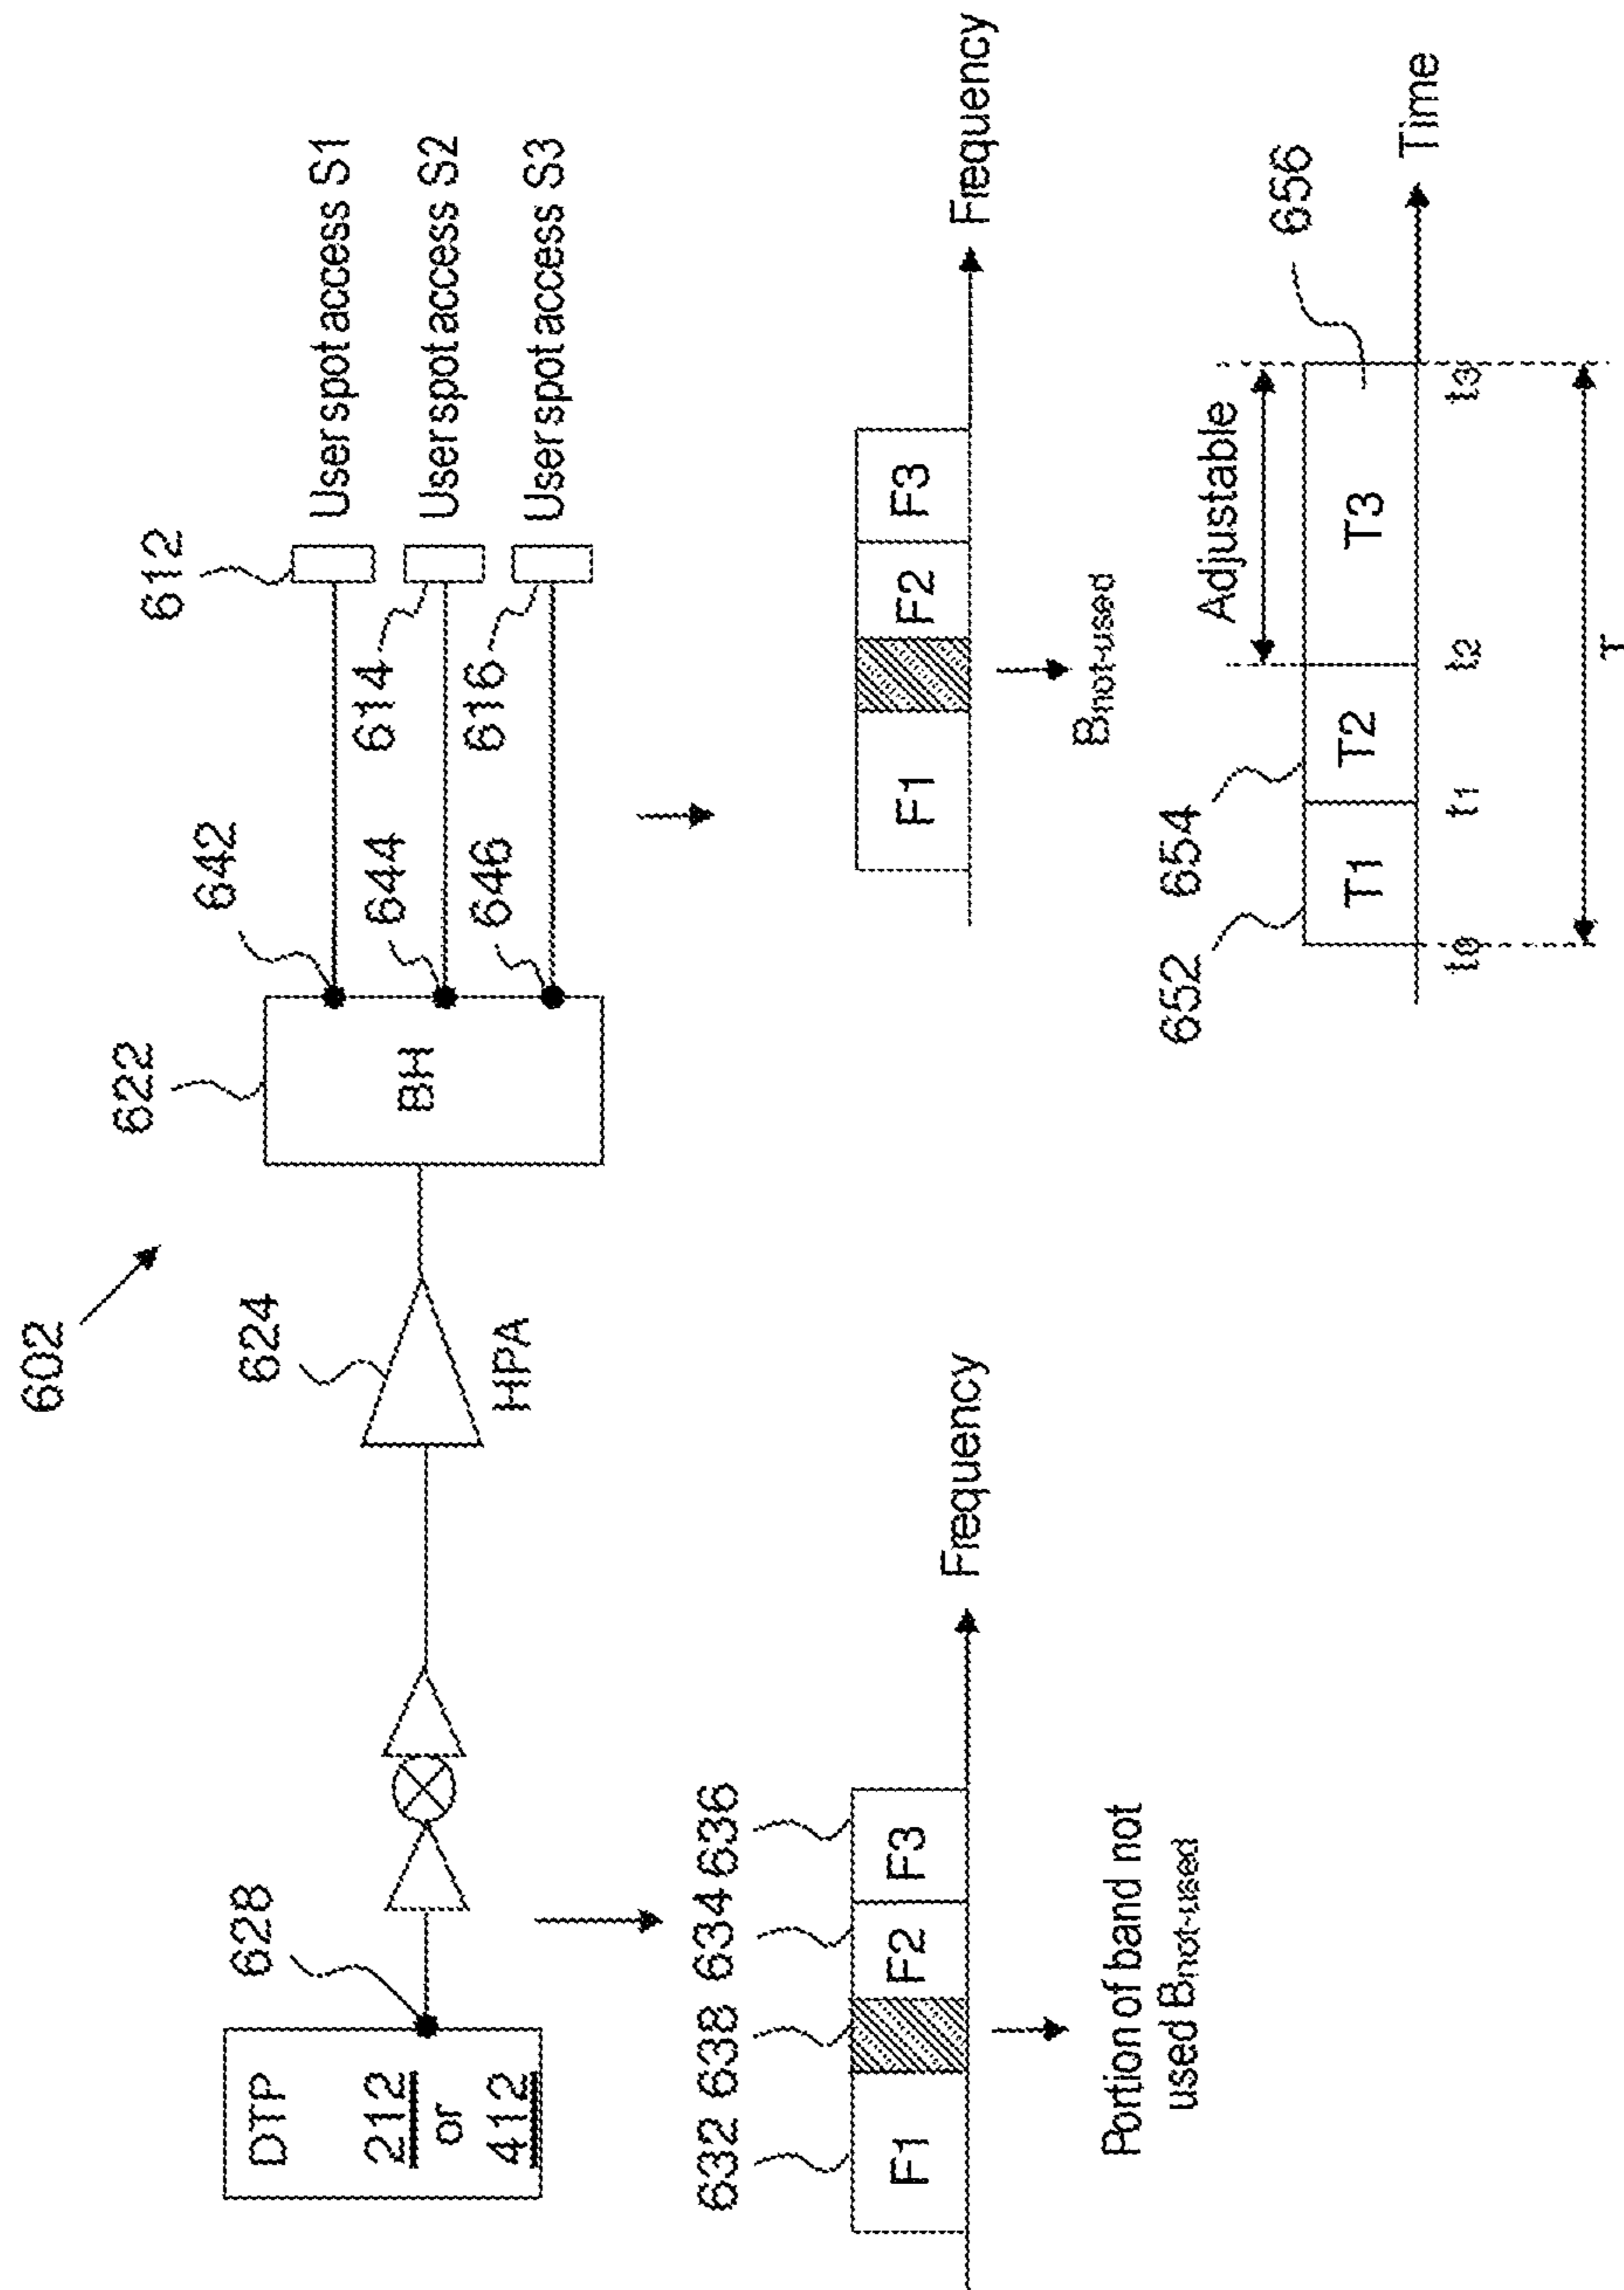 602
DTP
212
or
412
628
624
HPA
622
BH
642
644
646
612
614
616
User spot access S1
User spot access S2
User spot access S3
632 638 634 636
F1 F2 F3
Frequency
Portion of band not
used Bnot-used
F1 F2 F3
Frequency
Bnot-used
652 654 656
Adjustable
T1 T2 T3
Time
t0 t1 t2 t3
T